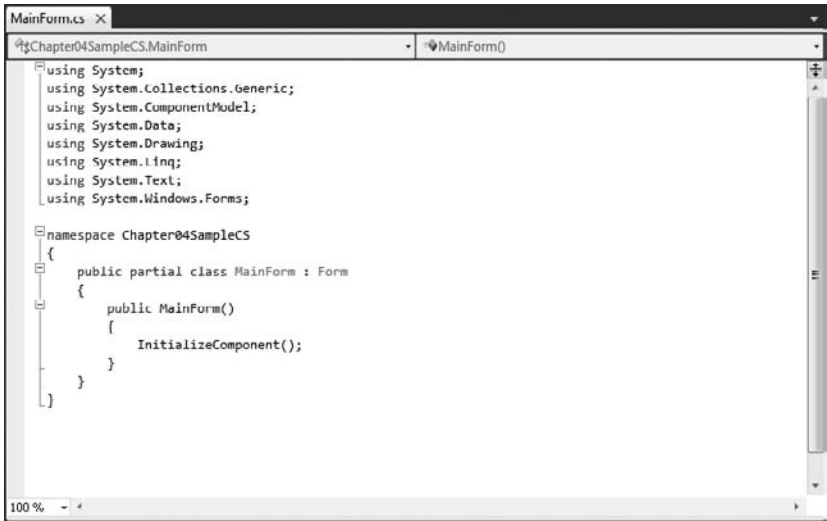 MainForm.cs X
Chapter04SampleCS.MainForm
MainForm()
using System;
using System.Collections.Generic;
using System.ComponentModel;
using System.Data;
using System.Drawing;
using System.Linq;
using System.Text;
using System.Windows.Forms;
namespace Chapter04SampleCS
{
public partial class MainForm : Form
{
public MainForm()
{
InitializeComponent();
}
}
}
100 %